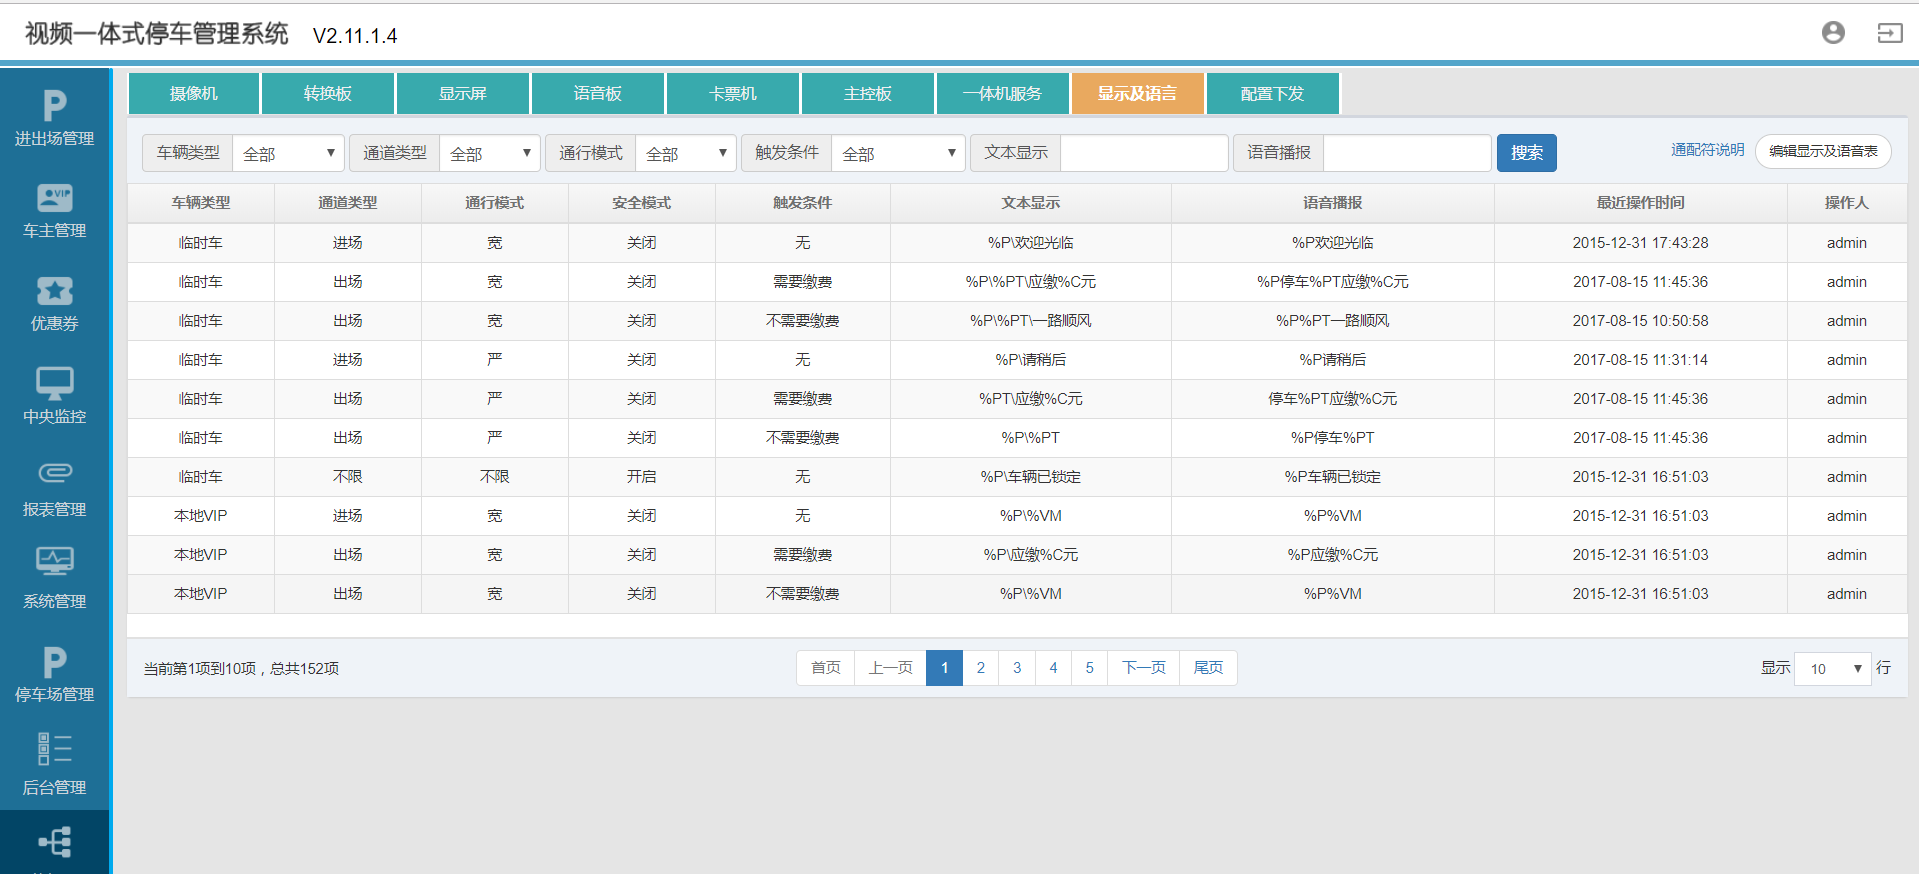 视频一体式停车管理系统 V2.11.1.4
进出场管理
车主管理
优惠券
中央监控
报表管理
系统管理
停车场管理
后台管理
摄像机 转换板 显示屏 语音板 卡票机 主控板 一体机服务 显示及语言 配置下发
车辆类型 全部 通道类型 全部 通行模式 全部 触发条件 全部 文本显示 语音播报 搜索 通配符说明 编辑显示及语音表
车辆类型 通道类型 通行模式 安全模式 触发条件 文本显示 语音播报 最近操作时间 操作人
临时车 进场 宽 关闭 无 %P\欢迎光临 %P欢迎光临 2015-12-31 17:43:28 admin
临时车 出场 宽 关闭 需要缴费 %P\%PT\应缴%C元 %P停车%PT应缴%C元 2017-08-15 11:45:36 admin
临时车 出场 宽 关闭 不需要缴费 %P\%PT\一路顺风 %P%PT一路顺风 2017-08-15 10:50:58 admin
临时车 进场 严 关闭 无 %P\请稍后 %P请稍后 2017-08-15 11:31:14 admin
临时车 出场 严 关闭 需要缴费 %PT\应缴%C元 停车%PT应缴%C元 2017-08-15 11:45:36 admin
临时车 出场 严 关闭 不需要缴费 %P\%PT %P停车%PT 2017-08-15 11:45:36 admin
临时车 不限 不限 开启 无 %P\车辆已锁定 %P车辆已锁定 2015-12-31 16:51:03 admin
本地VIP 进场 宽 关闭 无 %P\%VM %P%VM 2015-12-31 16:51:03 admin
本地VIP 出场 宽 关闭 需要缴费 %P\应缴%C元 %P应缴%C元 2015-12-31 16:51:03 admin
本地VIP 出场 宽 关闭 不需要缴费 %P\%VM %P%VM 2015-12-31 16:51:03 admin
当前第1项到10项，总共152项 首页 上一页 1 2 3 4 5 下一页 尾页 显示 10 行